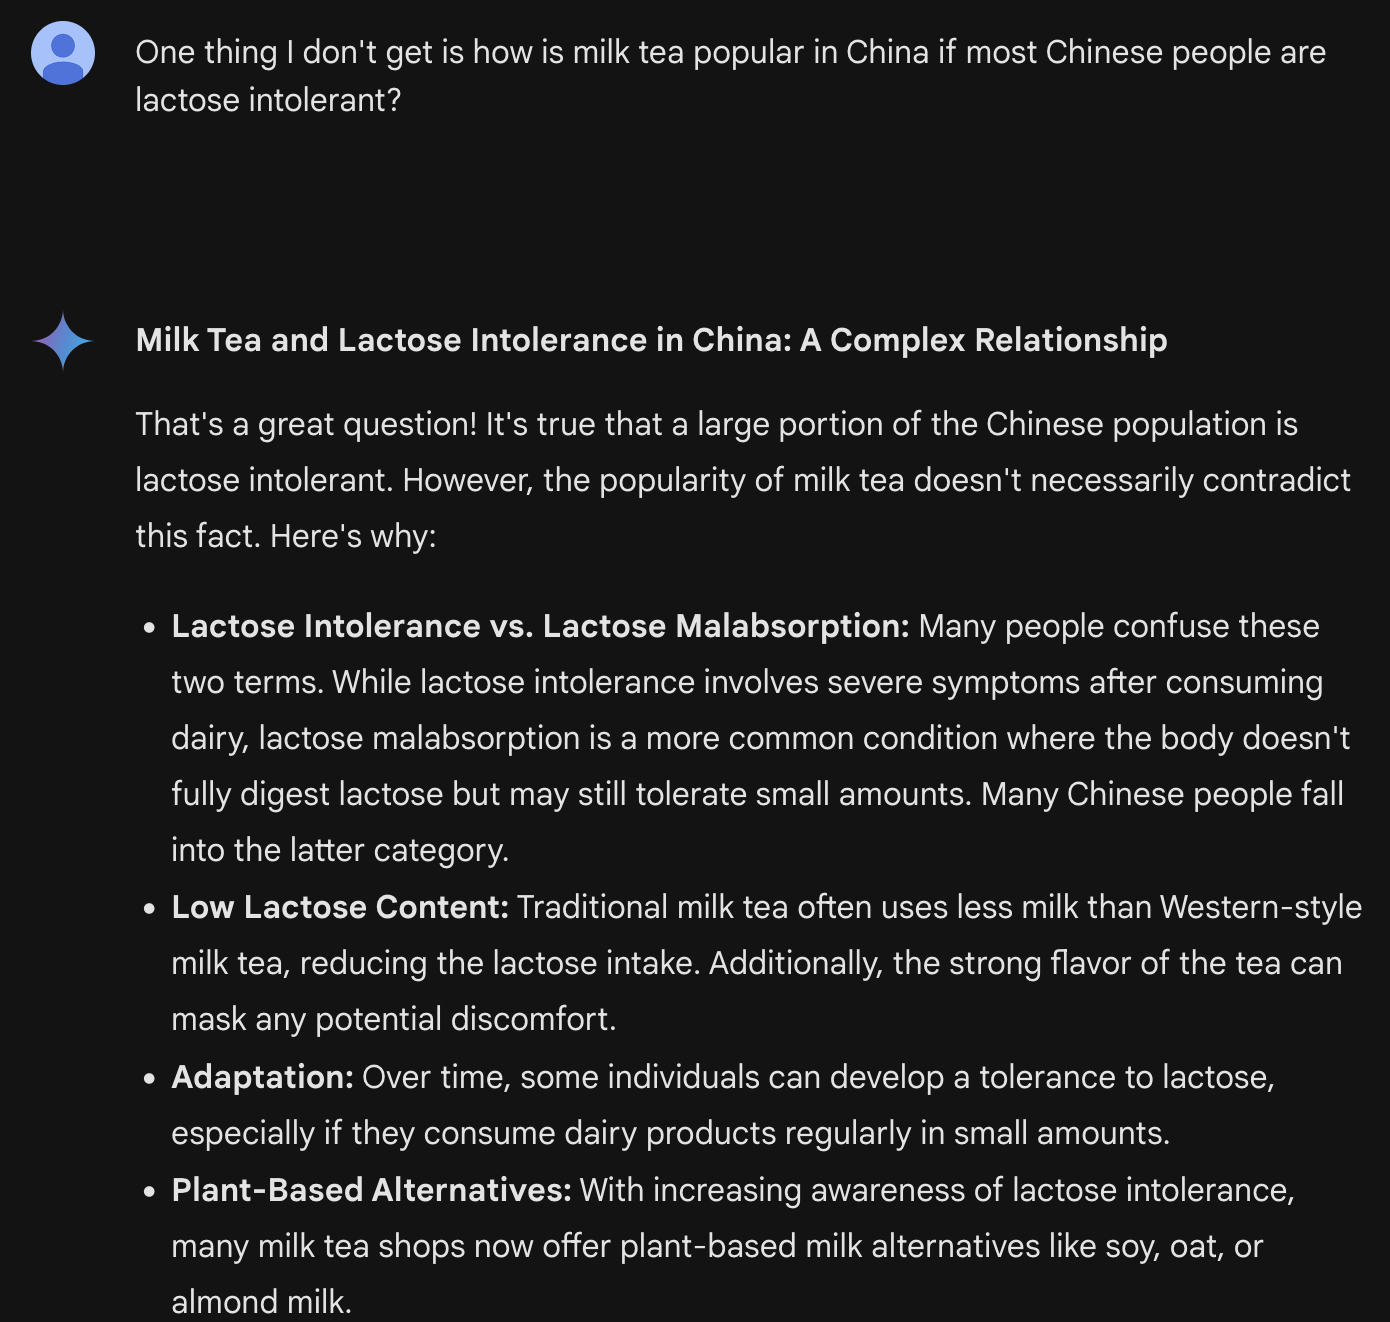 One thing I don't get is how is milk tea popular in China if most Chinese people are
lactose intolerant?
Milk Tea and Lactose Intolerance in China: A Complex Relationship
That's a great question! It's true that a large portion of the Chinese population is
lactose intolerant. However, the popularity of milk tea doesn't necessarily contradict
this fact. Here's why:
• Lactose Intolerance vs. Lactose Malabsorption: Many people confuse these
two terms. While lactose intolerance involves severe symptoms after consuming
dairy, lactose malabsorption is a more common condition where the body doesn't
fully digest lactose but may still tolerate small amounts. Many Chinese people fall
into the latter category.
• Low Lactose Content: Traditional milk tea often uses less milk than Western-style
milk tea, reducing the lactose intake. Additionally, the strong flavor of the tea can
mask any potential discomfort.
• Adaptation: Over time, some individuals can develop a tolerance to lactose,
especially if they consume dairy products regularly in small amounts.
• Plant-Based Alternatives: With increasing awareness of lactose intolerance,
many milk tea shops now offer plant-based milk alternatives like soy, oat, or
almond milk.